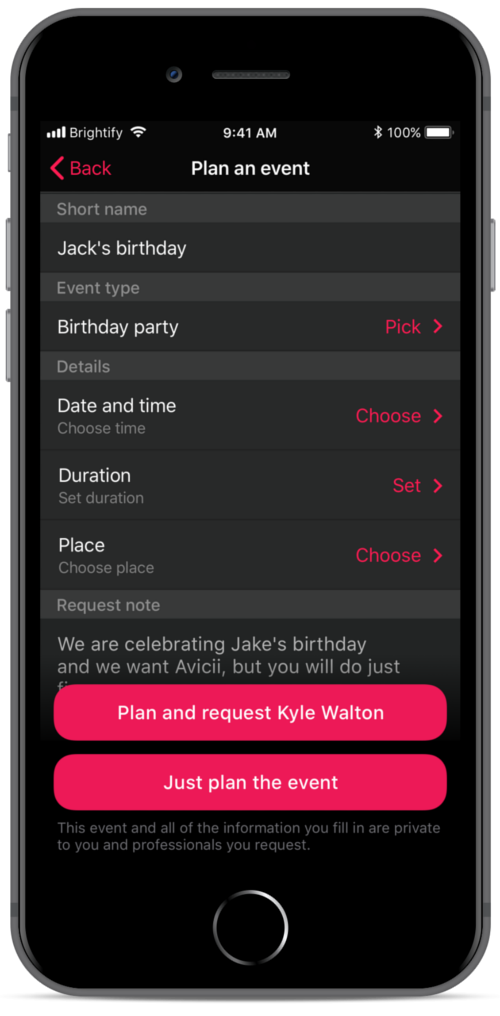 Brightify 9:41 AM 100%
Back Plan an event
Short name
Jack's birthday
Event type
Birthday party Pick
Details
Date and time
Choose time
Choose
Duration
Set duration
Set
Place
Choose place
Choose
Request note
We are celebrating Jake's birthday
and we want Avicii, but you will do just
Plan and request Kyle Walton
Just plan the event
This event and all of the information you fill in are private
to you and professionals you request.